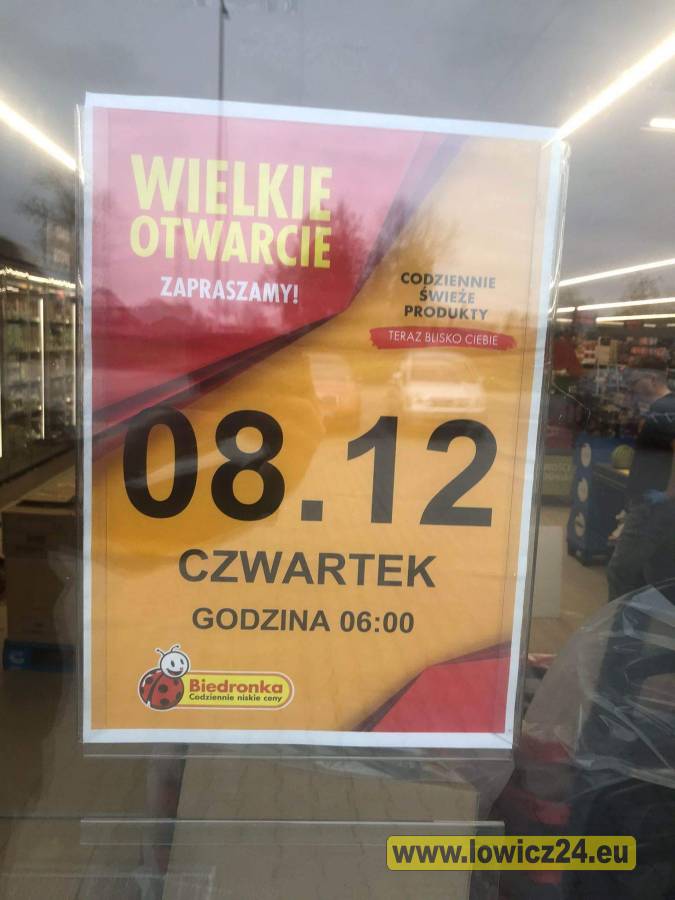 WIELKIE
OTWARCIE
ZAPRASZAMY!
CODZIENNIE
ŚWIEŻE
PRODUKTY
TERAZ BLISKO CIEBIE
08.12
CZWARTEK
GODZINA 06:00
Biedronka
Codziennie niskie ceny
www.lowicz24.eu